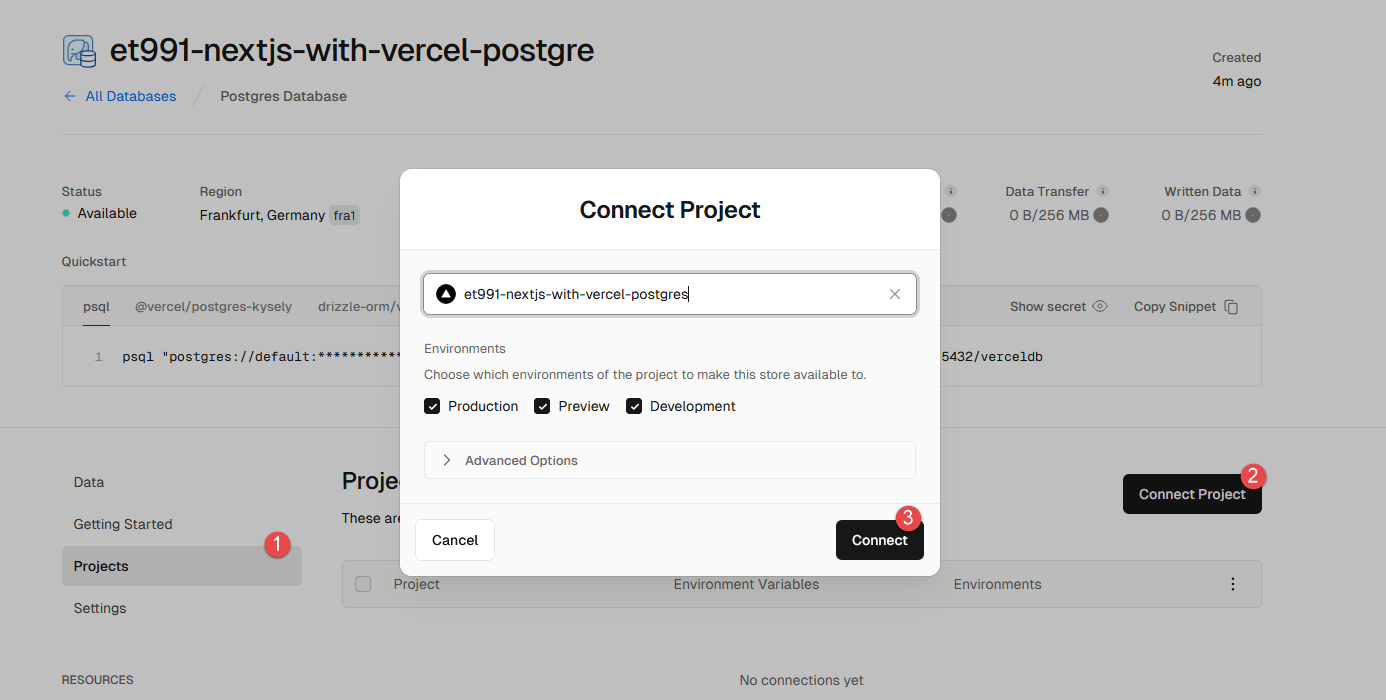 et991-nextjs-with-vercel-postgre
Created
4m ago
← All Databases / Postgres Database
Status
Available
Region
Frankfurt, Germany fra1
Data Transfer
0 B/256 MB
Written Data
0 B/256 MB
Quickstart
psql @vercel/postgres-kysely drizzle-orm/v
Show secret Copy Snippet
1 psql "postgres://default:***********
5432/verceldb
Connect Project
et991-nextjs-with-vercel-postgres
Environments
Choose which environments of the project to make this store available to.
Production Preview Development
Advanced Options
Cancel
Connect
3
Data
Getting Started
Projects
1
Settings
RESOURCES
Proje
These are
Connect Project
2
Project Environment Variables Environments
No connections yet